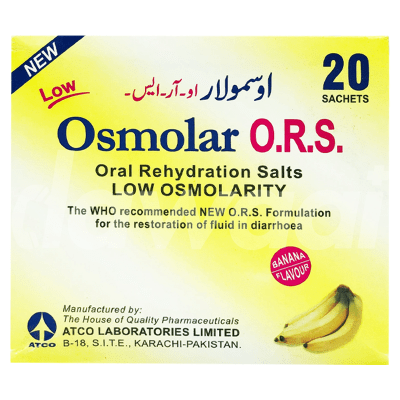 NEW
20
SACHETS
Low
اوسمولار او-آر-ایس-
Osmolar O.R.S.
Oral Rehydration Salts
LOW OSMOLARITY
The WHO recommended NEW O.R.S. Formulation
for the restoration of fluid in diarrhoea
BANANA
FLAVOUR
Manufactured by:
The House of Quality Pharmaceuticals
ATCO LABORATORIES LIMITED
B-18, S.I.T.E., KARACHI-PAKISTAN.
ATCO